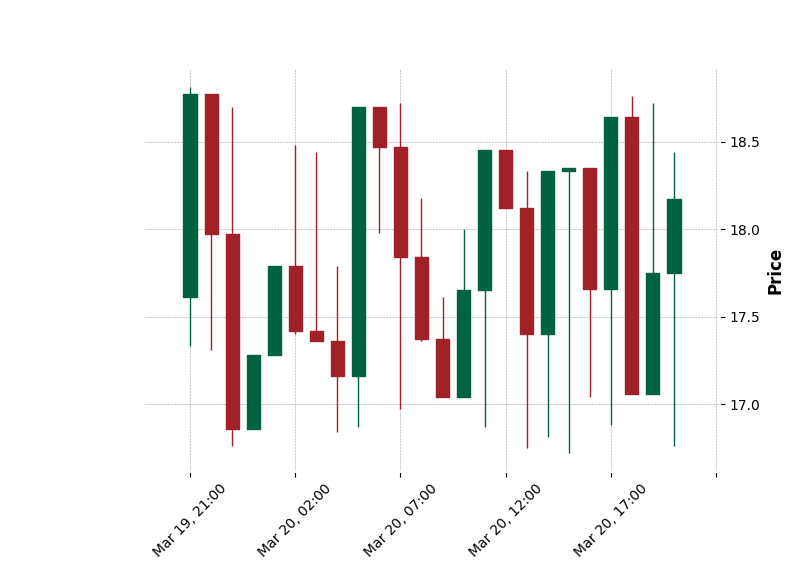 18.5
18.0
17.5
17.0
Price
Mar 19, 21:00
Mar 20, 02:00
Mar 20, 07:00
Mar 20, 12:00
Mar 20, 17:00